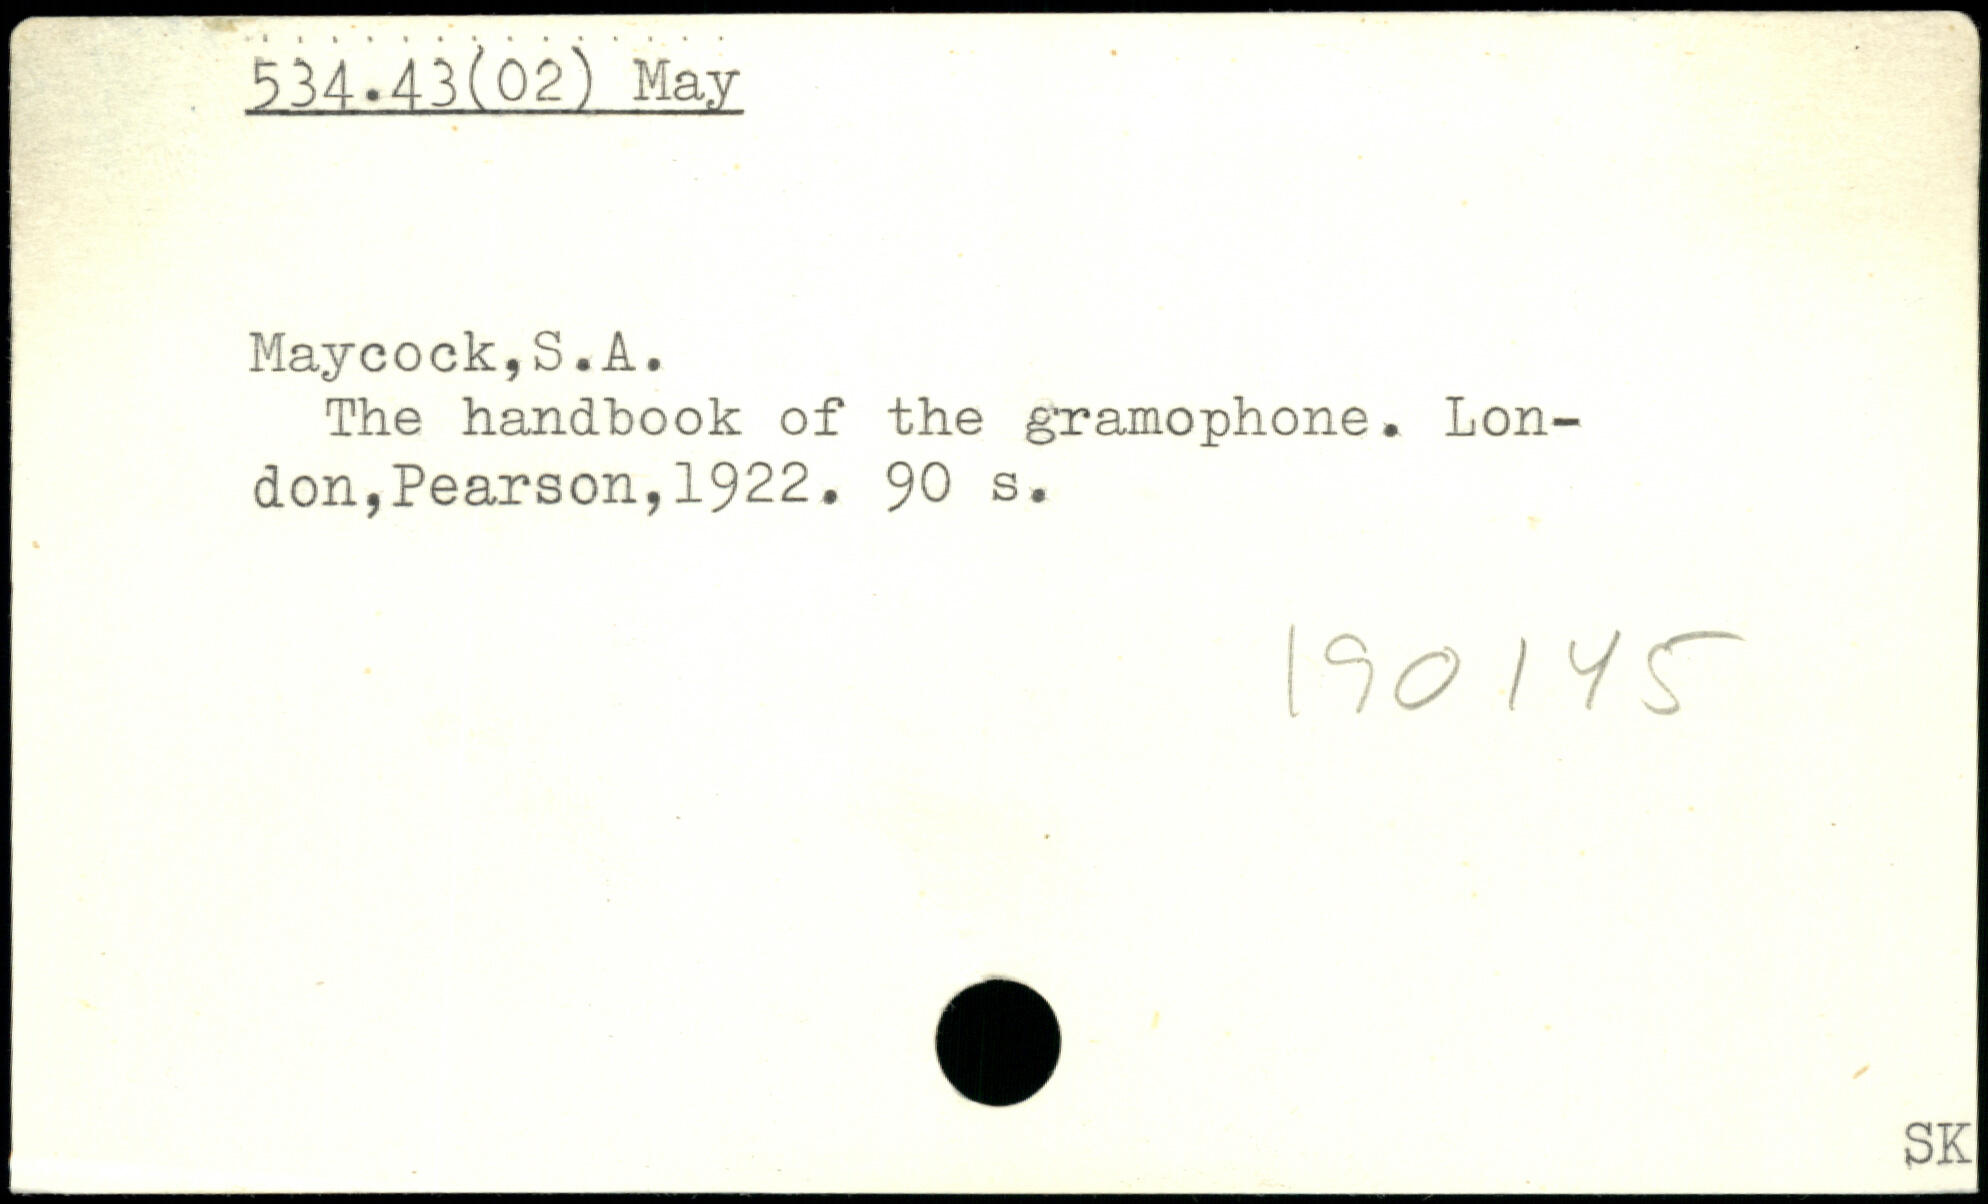 534.43(02) May
Maycock,S.A.
The handbook of the gramophone. Lon-
don,Pearson,1922. 90 s.
190145
SK